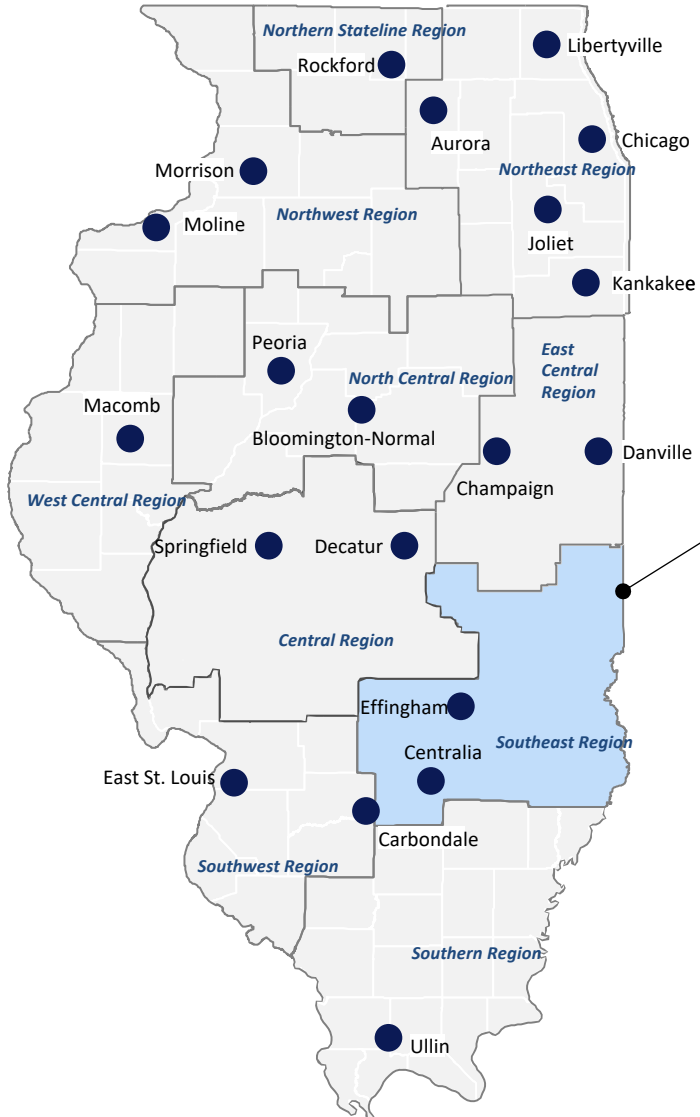 Northern Stateline Region
Libertyville
Rockford
Aurora
Chicago
Northeast Region
Morrison
Northwest Region
Moline
Joliet
Kankakee
Peoria
East
Central
Region
North Central Region
Macomb
Bloomington-Normal
Danville
Champaign
West Central Region
Springfield
Decatur
Central Region
Effingham
Southeast Region
Centralia
East St. Louis
Carbondale
Southwest Region
Southern Region
Ullin